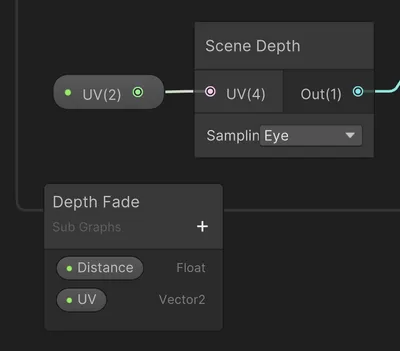 Scene Depth
UV(2)
UV(4)
Out(1)
Samplin
Eye
Depth Fade
Sub Graphs
+
Distance
Float
UV
Vector2